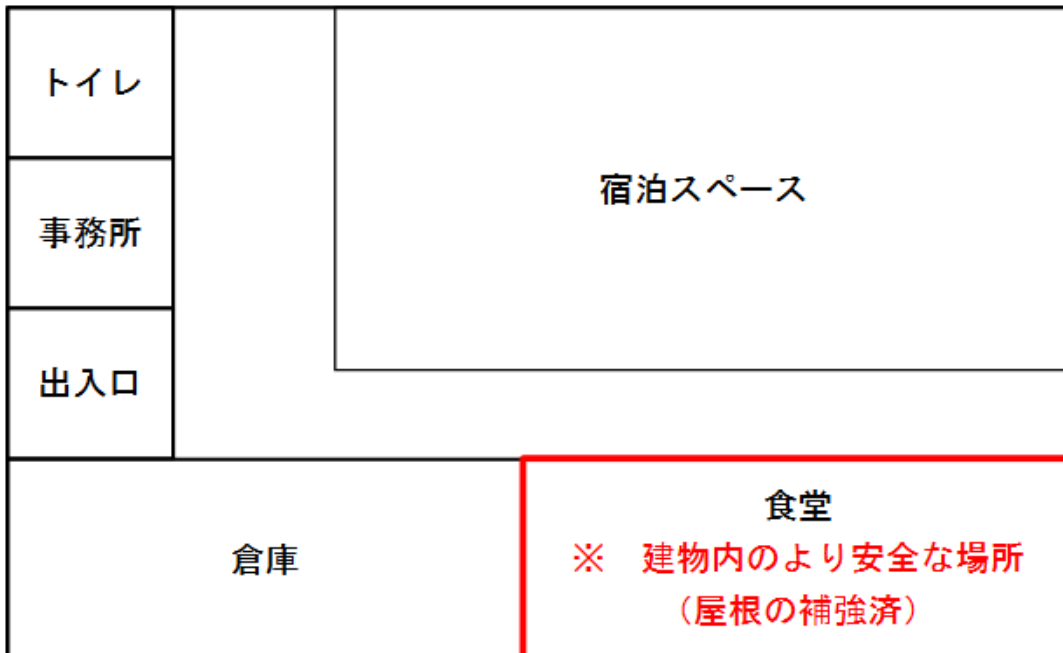 トイレ
宿泊スペース
事務所
出入口
倉庫
食堂
※　建物内のより安全な場所
（屋根の補強済）